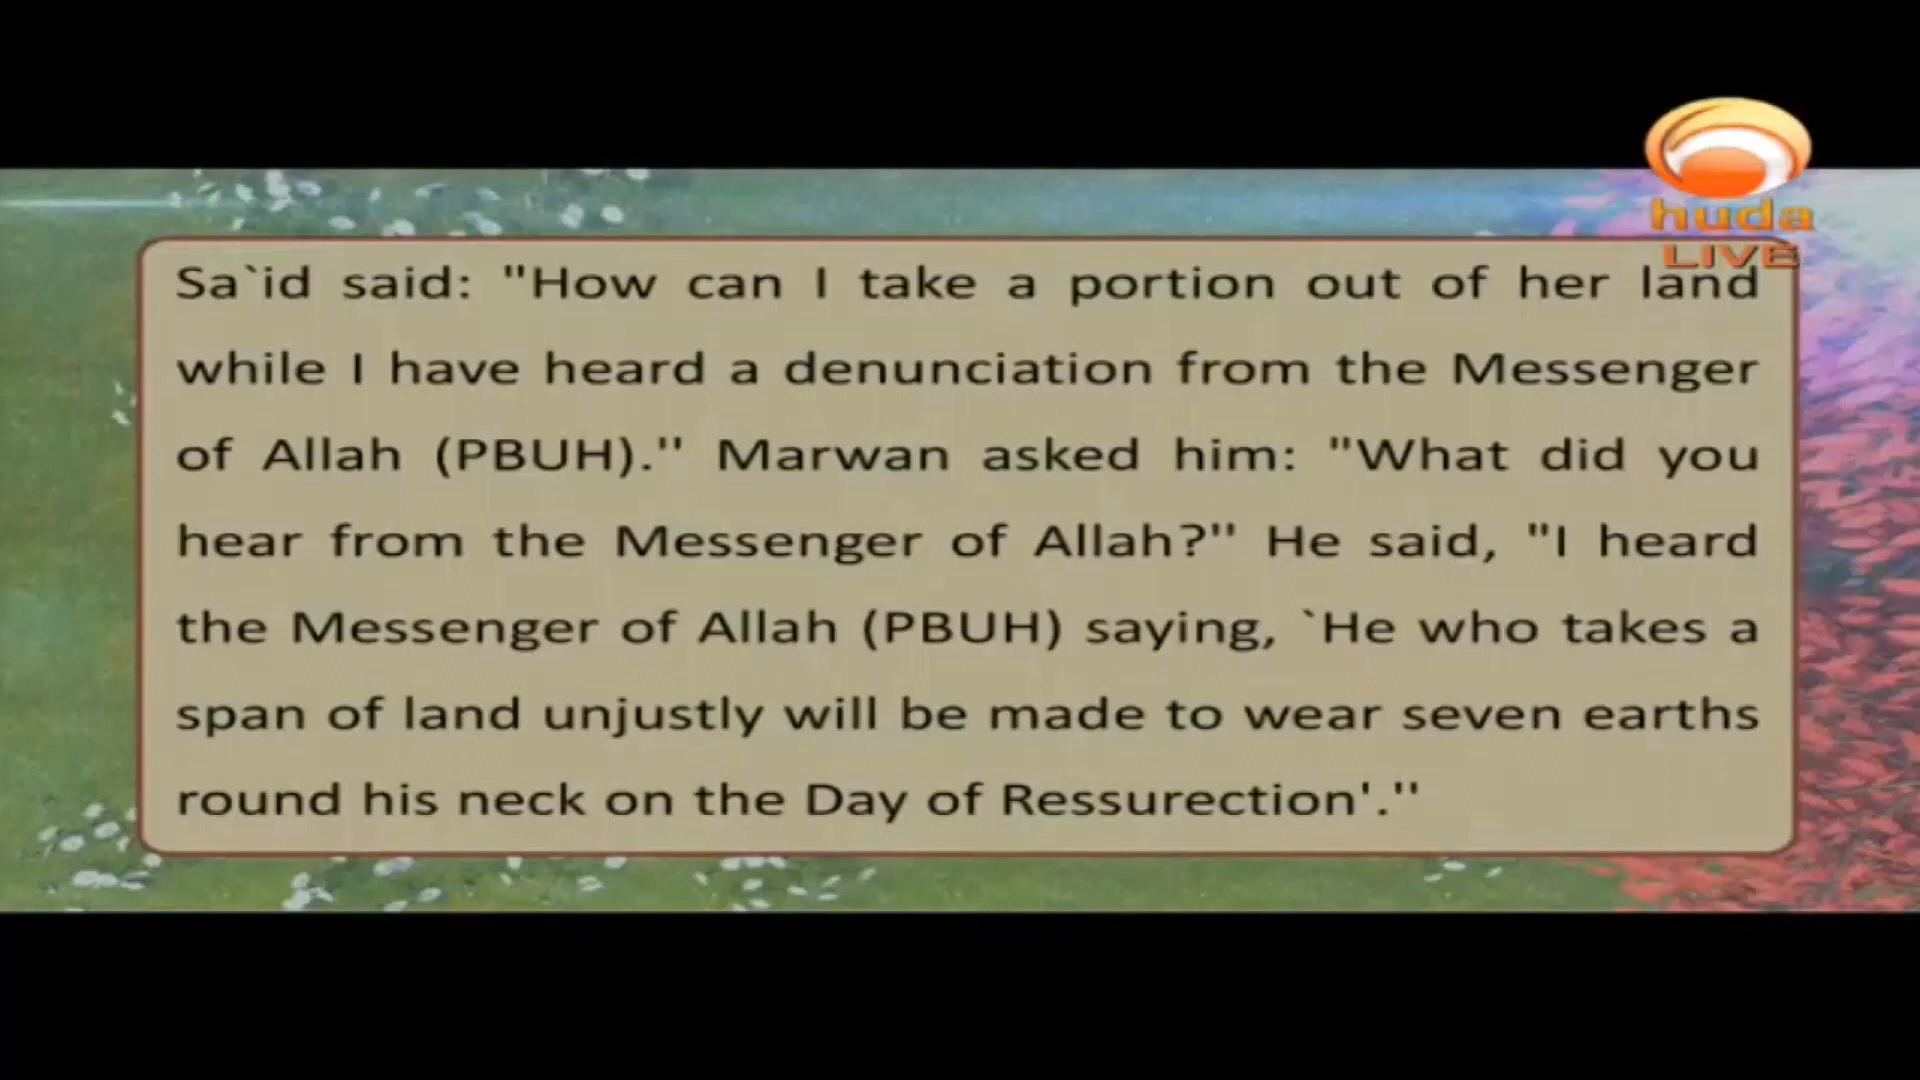 huda
LIVE
Sa`id said: "How can I take a portion out of her land
while I have heard a denunciation from the Messenger
of Allah (PBUH)." Marwan asked him: "What did you
hear from the Messenger of Allah?" He said, "I heard
the Messenger of Allah (PBUH) saying, `He who takes a
span of land unjustly will be made to wear seven earths
round his neck on the Day of Ressurection'."